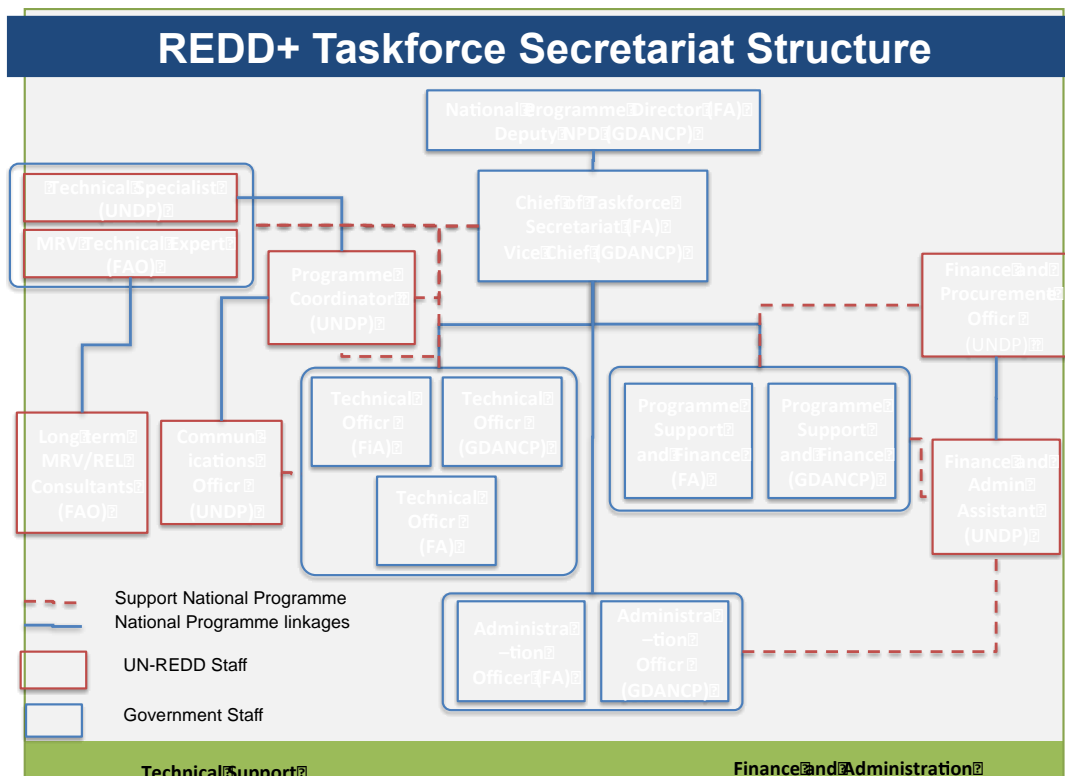 REDD+ Taskforce Secretariat Structure
National Programme Director (FA)
Deputy NPD (GDANCP)
Technical Specialist
(UNDP)
MRV Technical Expert
(FAO)
Chief of Taskforce
Secretariat (FA)
Vice Chief (GDANCP)
Programme
Coordinator
(UNDP)
Finance and
Procurement
Officr
(UNDP)
Technical
Officr
(FiA)
Technical
Officr
(GDANCP)
Technical
Officr
(FA)
Programme
Support
and Finance
(FA)
Programme
Support
and Finance
(GDANCP)
Long term
MRV/REL
Consultants
(FAO)
Commun
ications
Officr
(UNDP)
Finance and
Admin
Assistant
(UNDP)
Administra
–tion
Officer (FA)
Administra
–tion
Officr
(GDANCP)
Support National Programme
National Programme linkages
UN-REDD Staff
Government Staff
Technical Support
Finance and Administration